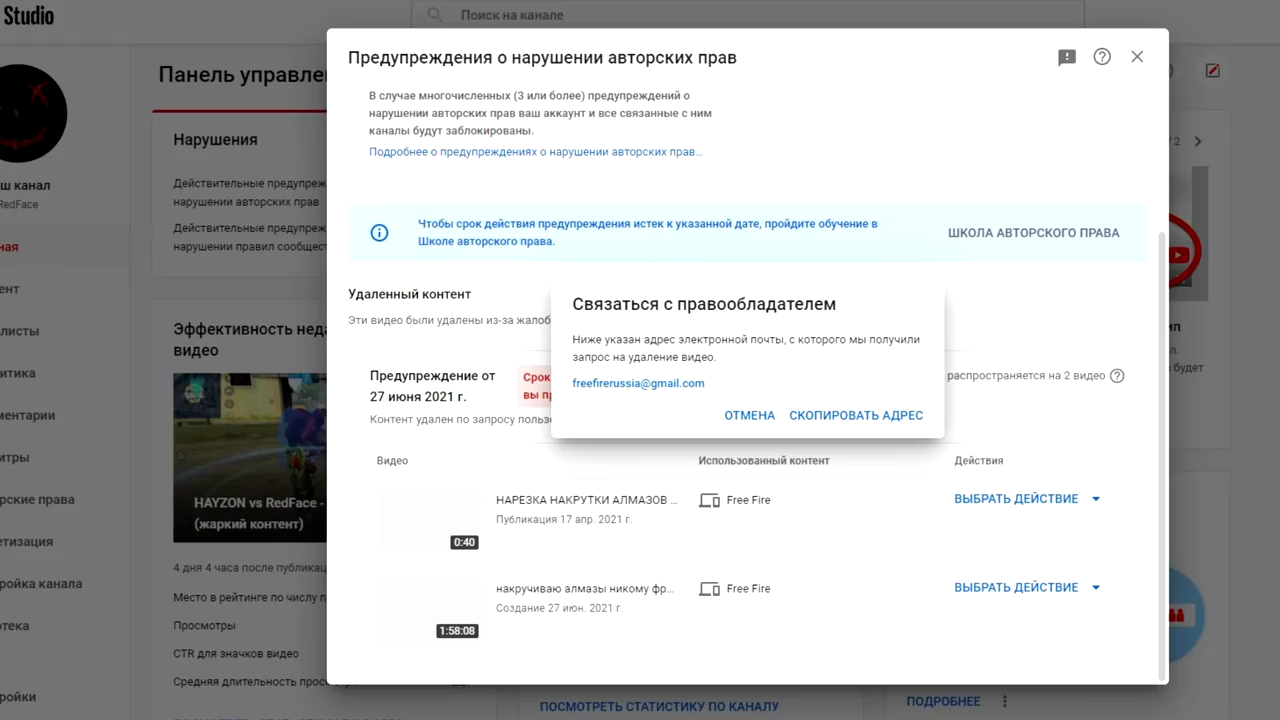 Studio
Поиск на канале
Предупреждения о нарушении авторских прав
Панель управле
В случае многочисленных (3 или более) предупреждений о
нарушении авторских прав ваш аккаунт и все связанные с ним
каналы будут заблокированы.
Подробнее о предупреждениях о нарушении авторских прав…
Нарушения
Действительные предупреж
нарушении авторских прав
Действительные предупреж
нарушении правил сообщест
ш канал
RedFace
ная
ент
листы
итика
ментарии
итры
рские права
етизация
ройка канала
отека
ройки
Чтобы срок действия предупреждения истек к указанной дате, пройдите обучение в
Школе авторского права.
ШКОЛА АВТОРСКОГО ПРАВА
Удаленный контент
Эти видео были удалены из-за жалоб
Связаться с правообладателем
Ниже указан адрес электронной почты, с которого мы получили
запрос на удаление видео.
freefirerussia@gmail.com
ОТМЕНА СКОПИРОВАТЬ АДРЕС
Предупреждение от
27 июня 2021 г.
Срок
вы п
распространяется на 2 видео
Контент удален по запросу польз
Видео Использованный контент Действия
НАРЕЗКА НАКРУТКИ АЛМАЗОВ ...
Публикация 17 апр. 2021 г.
0:40
Free Fire
ВЫБРАТЬ ДЕЙСТВИЕ
накручиваю алмазы никому фр...
Создание 27 июн. 2021 г.
1:58:08
Free Fire
ВЫБРАТЬ ДЕЙСТВИЕ
Эффективность неда
видео
HAYZON vs RedFace -
(жаркий контент)
4 дня 4 часа после публикац
Место в рейтинге по числу п
Просмотры
CTR для значков видео
Средняя длительность прос
ПОСМОТРЕТЬ СТАТИСТИКУ ПО КАНАЛУ
ПОДРОБНЕЕ
/ 2
ип
л.
будет